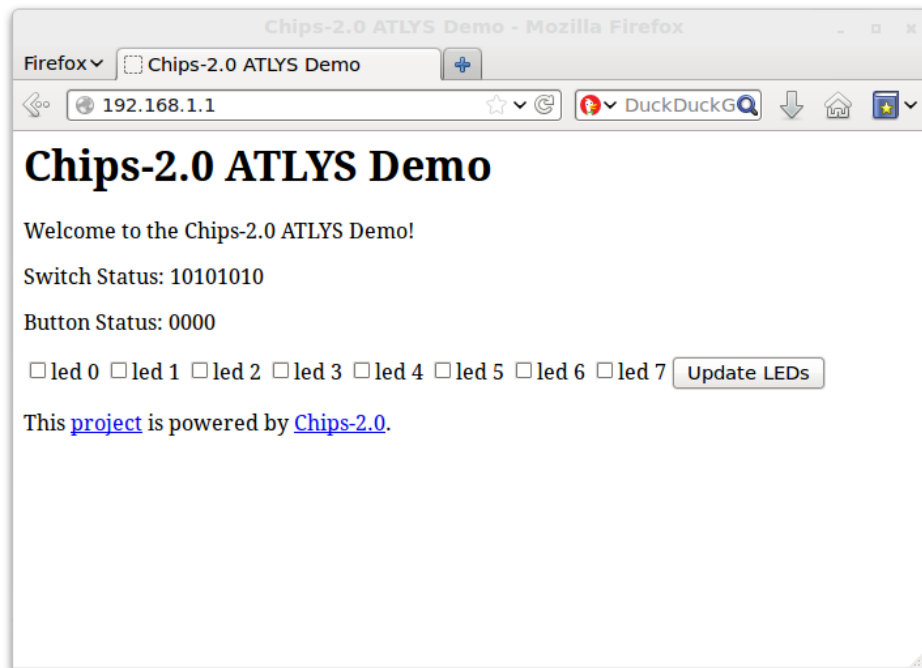 Chips-2.0 ATLYS Demo - Mozilla Firefox
Firefox
Chips-2.0 ATLYS Demo
192.168.1.1 DuckDuckG
Chips-2.0 ATLYS Demo
Welcome to the Chips-2.0 ATLYS Demo!
Switch Status: 10101010
Button Status: 0000
led 0 led 1 led 2 led 3 led 4 led 5 led 6 led 7 Update LEDs
This project is powered by Chips-2.0.